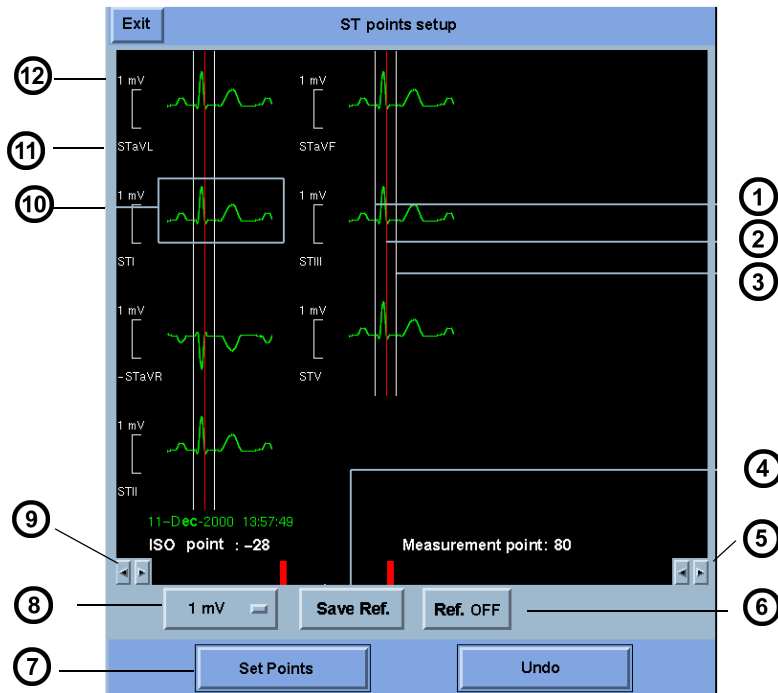 Exit
ST points setup
12
1 mV
1 mV
11
STaVL
STaVF
10
1 mV
1 mV
1
2
STI
STIII
3
1 mV
1 mV
-STaVR
STV
1 mV
4
STII
9
11-Dec-2000 13:57:49
5
ISO point : -28
Measurement point: 80
8
1 mV
Save Ref.
Ref. OFF
6
7
Set Points
Undo